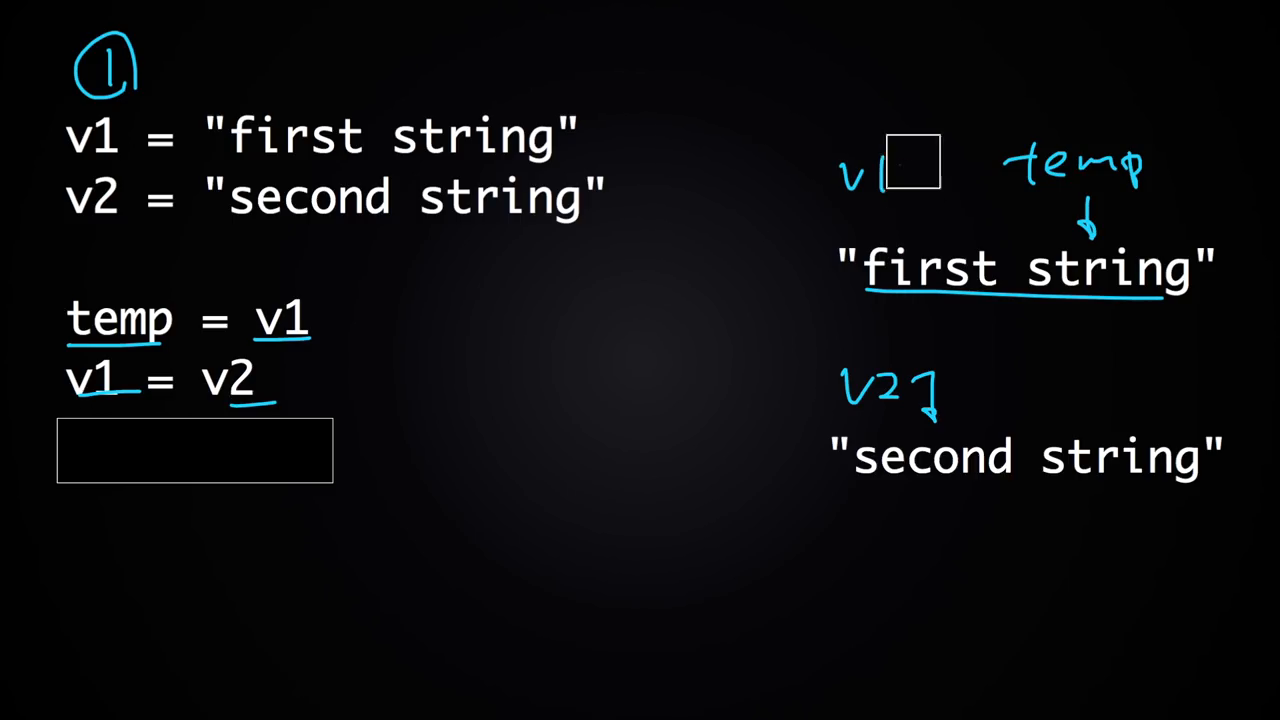 1
v1 = "first string"
v2 = "second string"
temp = v1
v1 = v2
v1
temp
"first string"
v2
"second string"